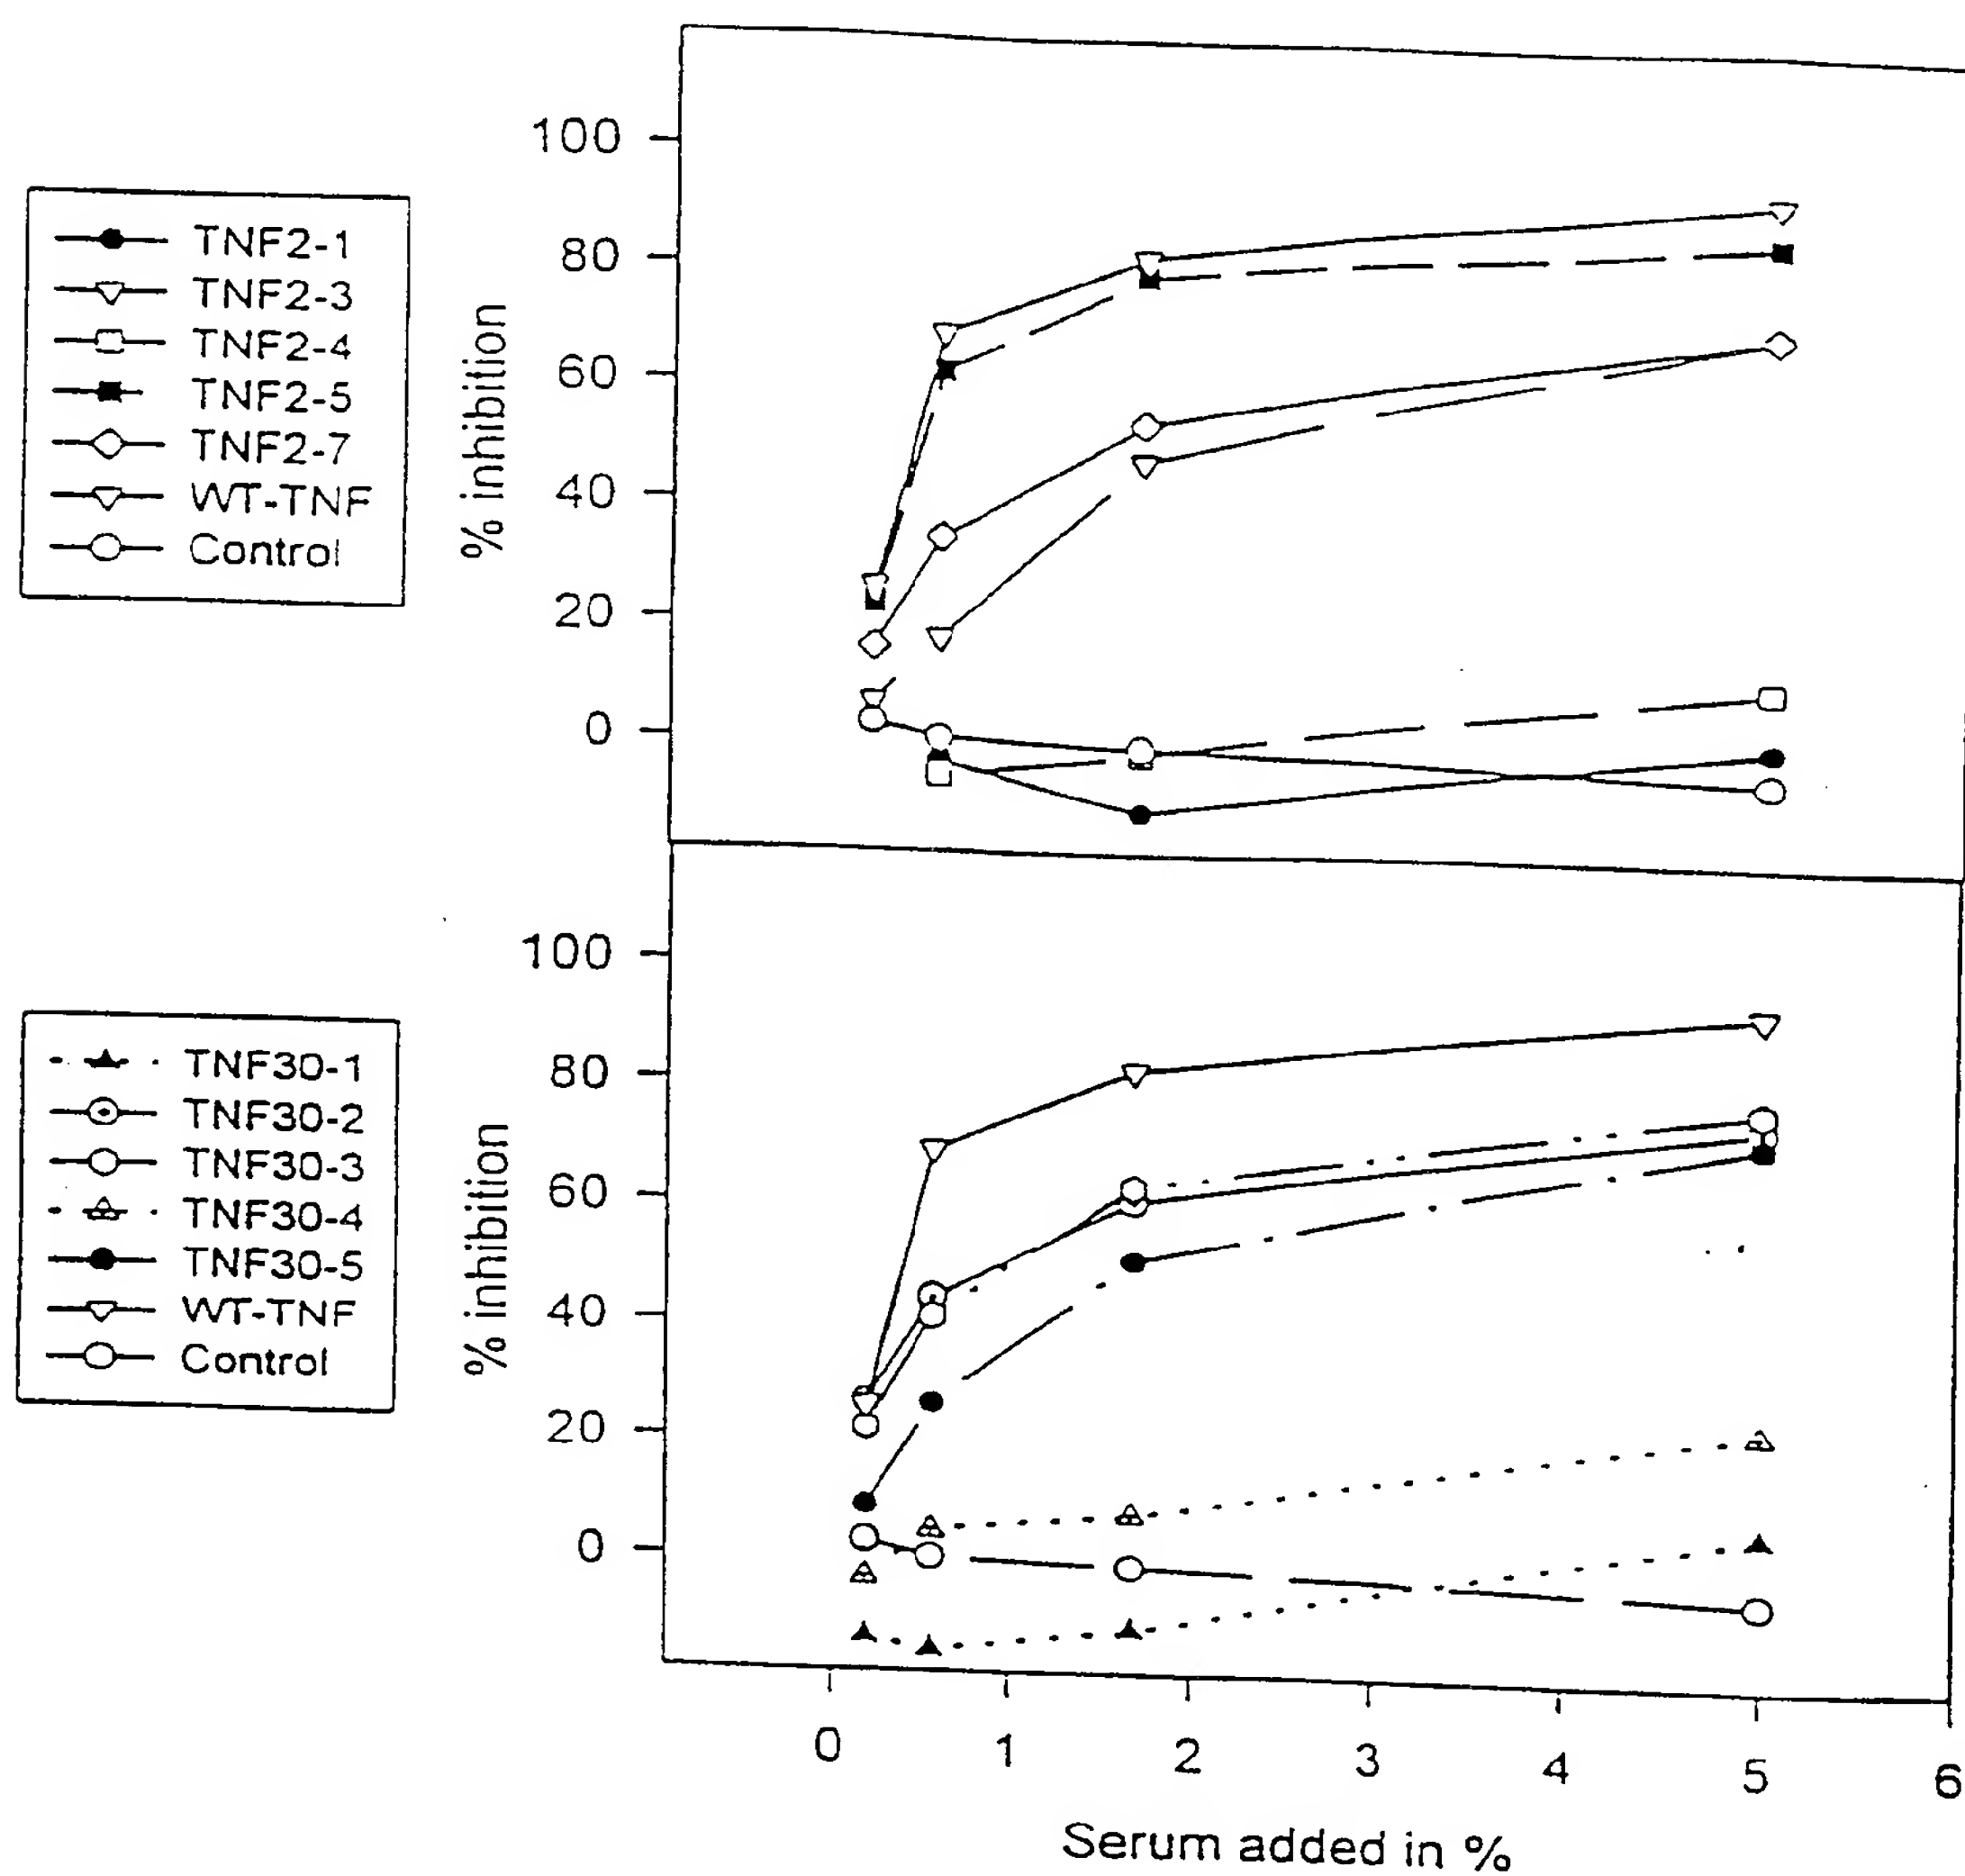 TNF2-1
TNF2-3
TNF2-4
TNF2-5
TNF2-7
WT-TNF
Control
% inhibition
100
80
60
40
20
0
TNF30-1
TNF30-2
TNF30-3
TNF30-4
TNF30-5
WT-TNF
Control
% inhibition
100
80
60
40
20
0
0 1 2 3 4 5 6
Serum added in %